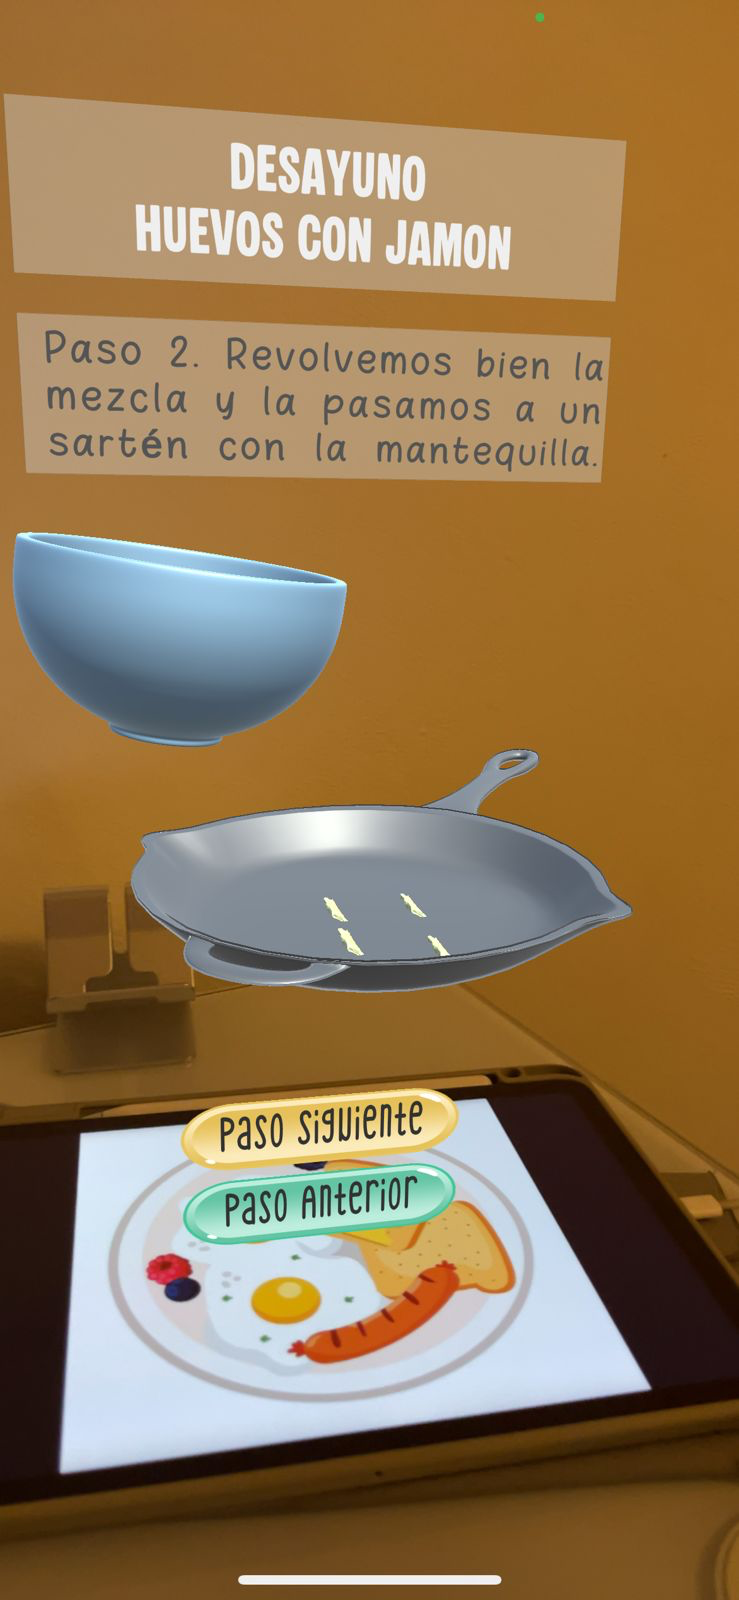 DESAYUNO
HUEVOS CON JAMON
Paso 2. Revolvemos bien la
mezcla y la pasamos a un
sartén con la mantequilla.
Paso Siguiente
Paso Anterior